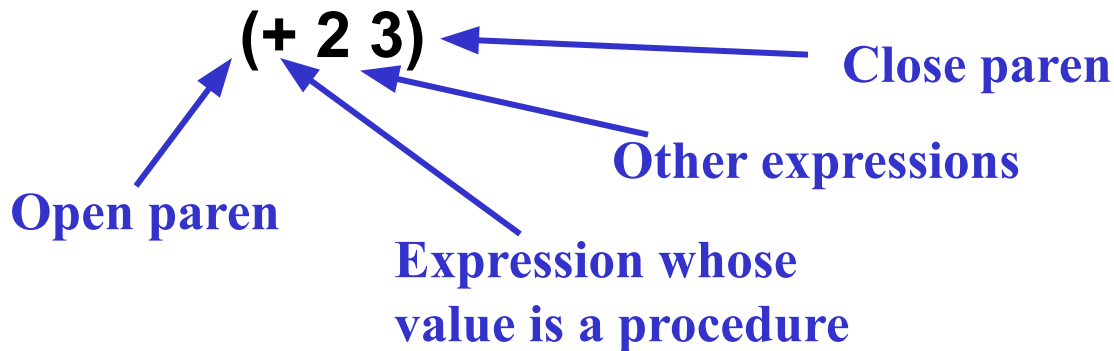 (+ 2 3)
Close paren
Other expressions
Open paren
Expression whose
value is a procedure